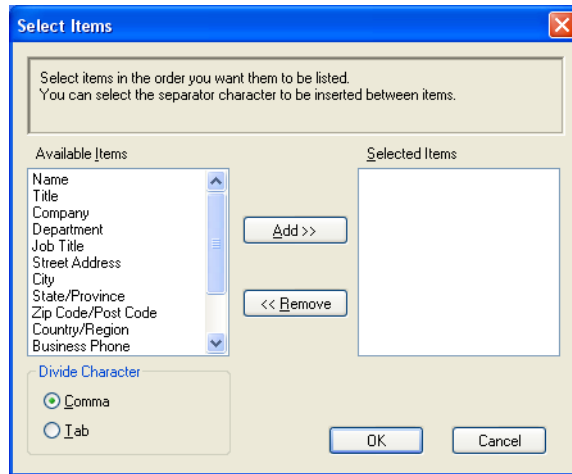 Select Items
Select items in the order you want them to be listed.
You can select the separator character to be inserted between items.
Available Items
Selected Items
Name
Title
Company
Department
Job Title
Street Address
City
State/Province
Zip Code/Post Code
Country/Region
Business Phone
Add >>
<< Remove
Divide Character
Comma
Tab
OK
Cancel